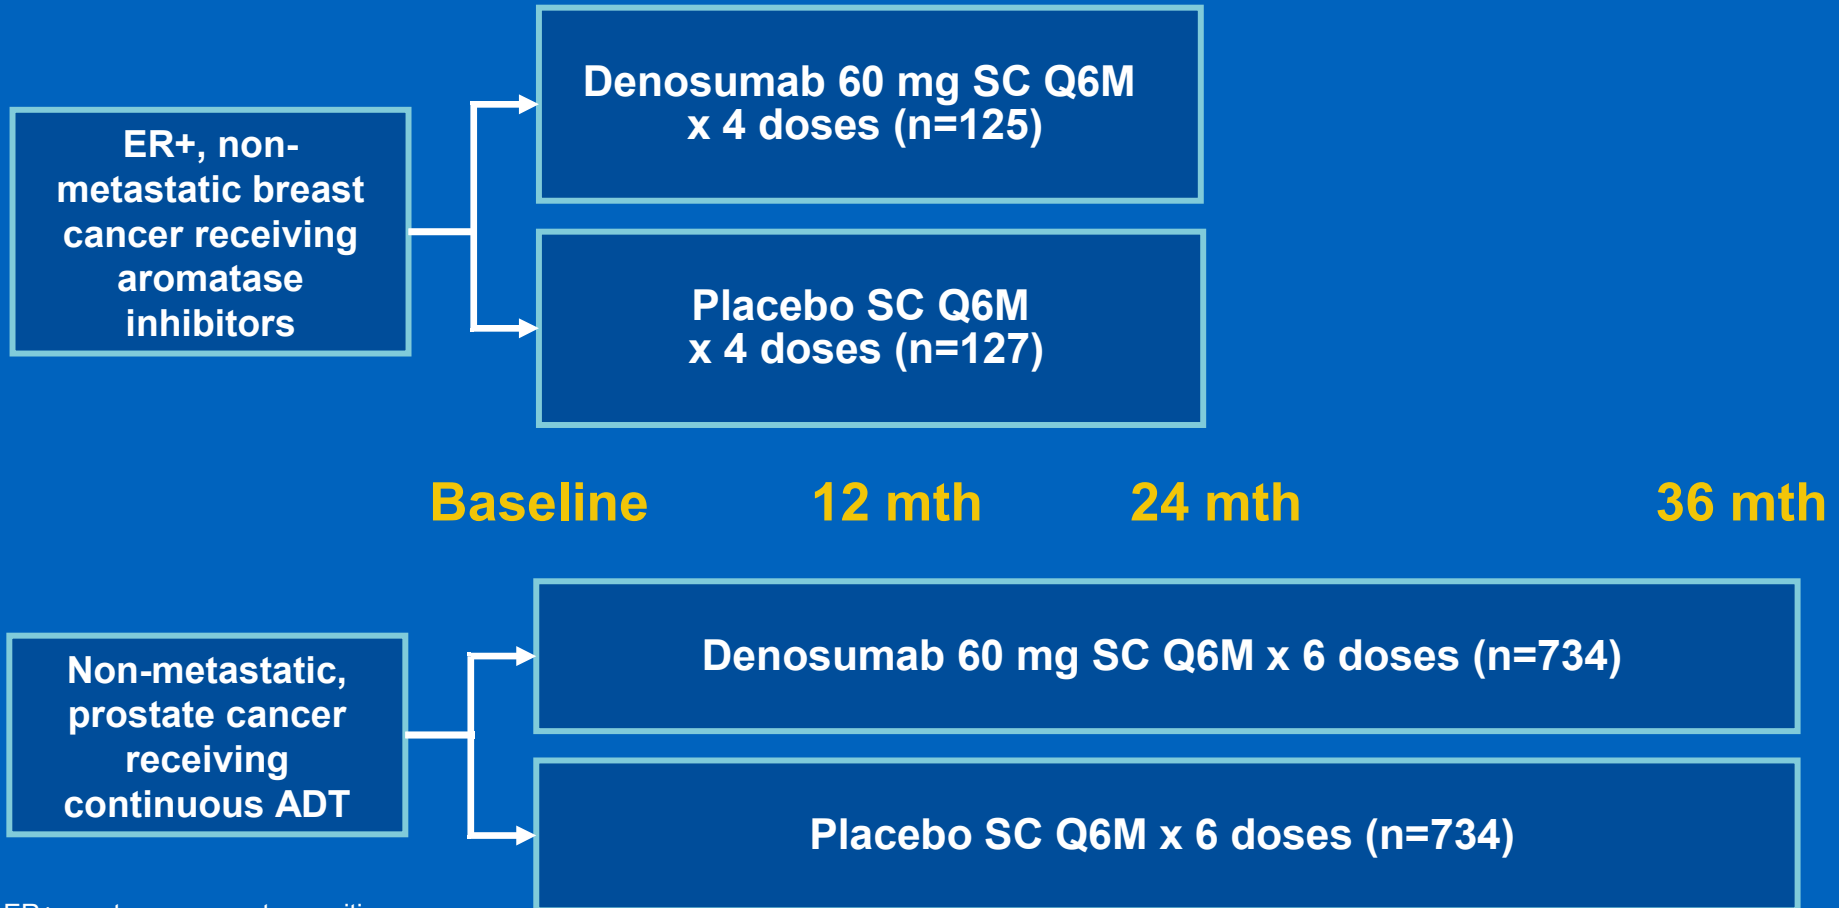 Denosumab 60 mg SC Q6M
x 4 doses (n=125)
ER+, non-
metastatic breast
cancer receiving
aromatase
inhibitors
Placebo SC Q6M
x 4 doses (n=127)
Baseline 12 mth 24 mth 36 mth
Denosumab 60 mg SC Q6M x 6 doses (n=734)
Non-metastatic,
prostate cancer
receiving
continuous ADT
Placebo SC Q6M x 6 doses (n=734)